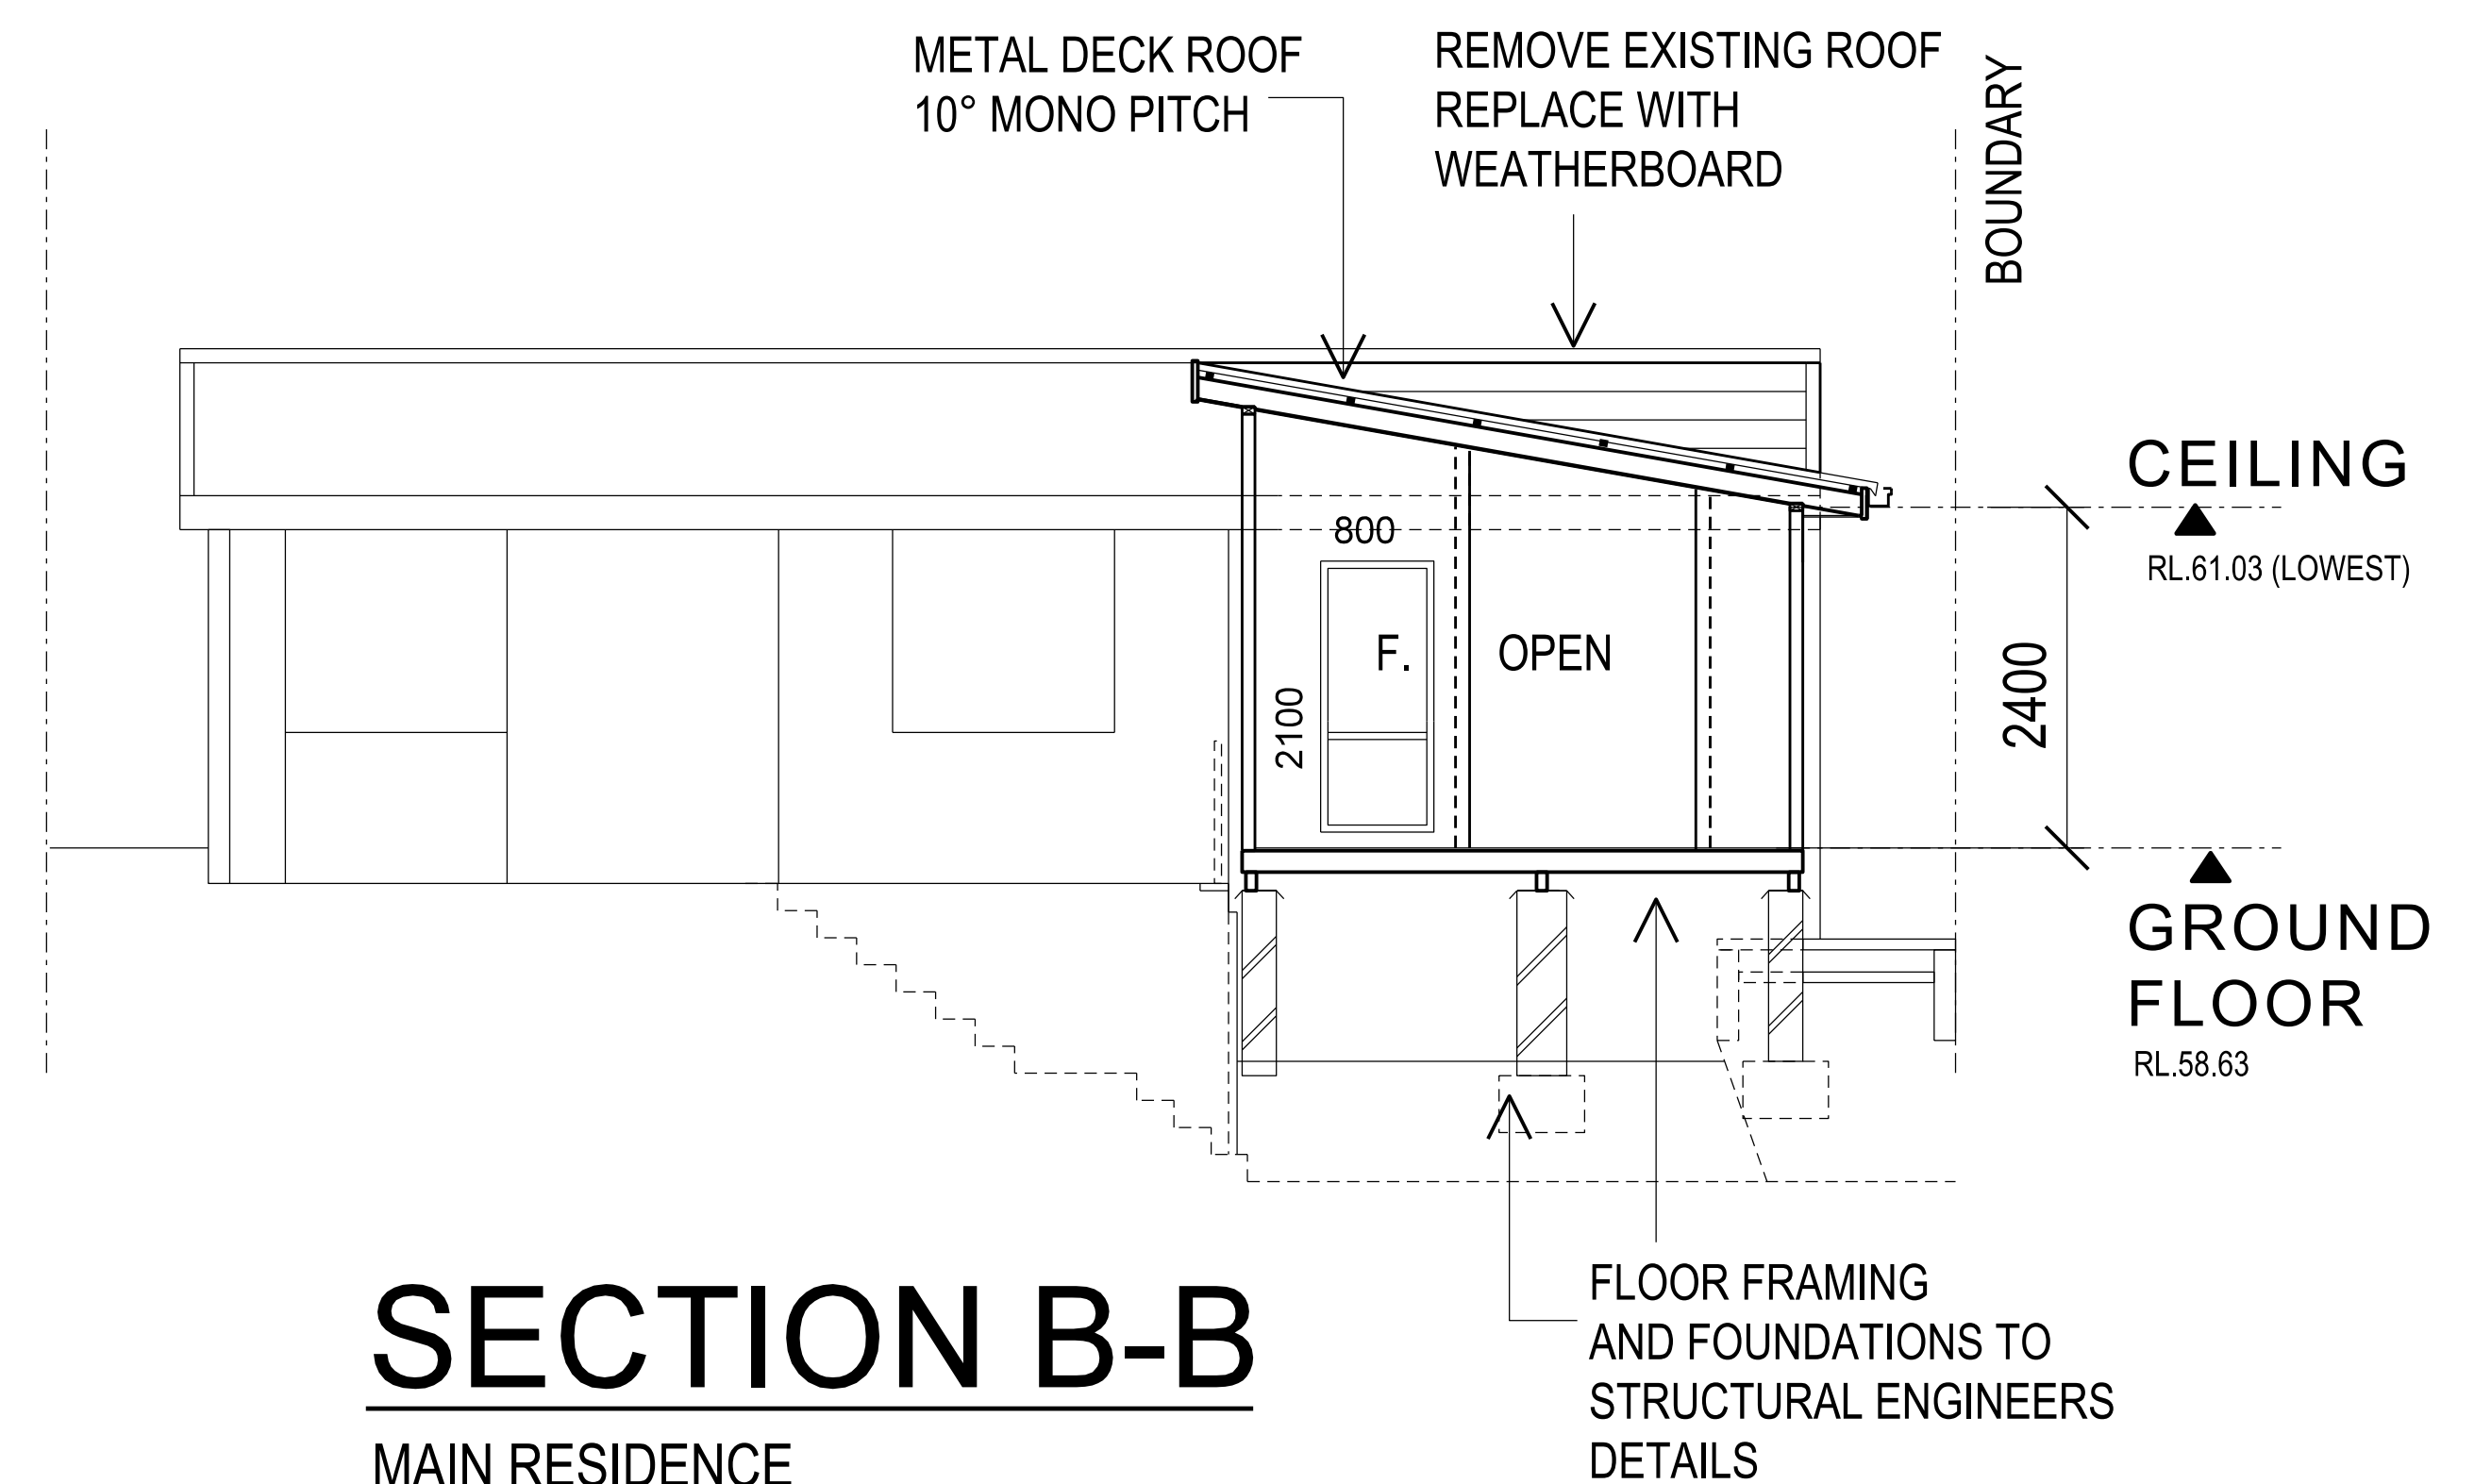 METAL DECK ROOF
10° MONO PITCH
REMOVE EXISTING ROOF
REPLACE WITH
WEATHERBOARD
BOUNDARY
CEILING
RL.61.03 (LOWEST)
800
F.
OPEN
2100
2400
GROUND
FLOOR
RL.58.63
FLOOR FRAMING
AND FOUNDATIONS TO
STRUCTURAL ENGINEERS
DETAILS
SECTION B-B
MAIN RESIDENCE